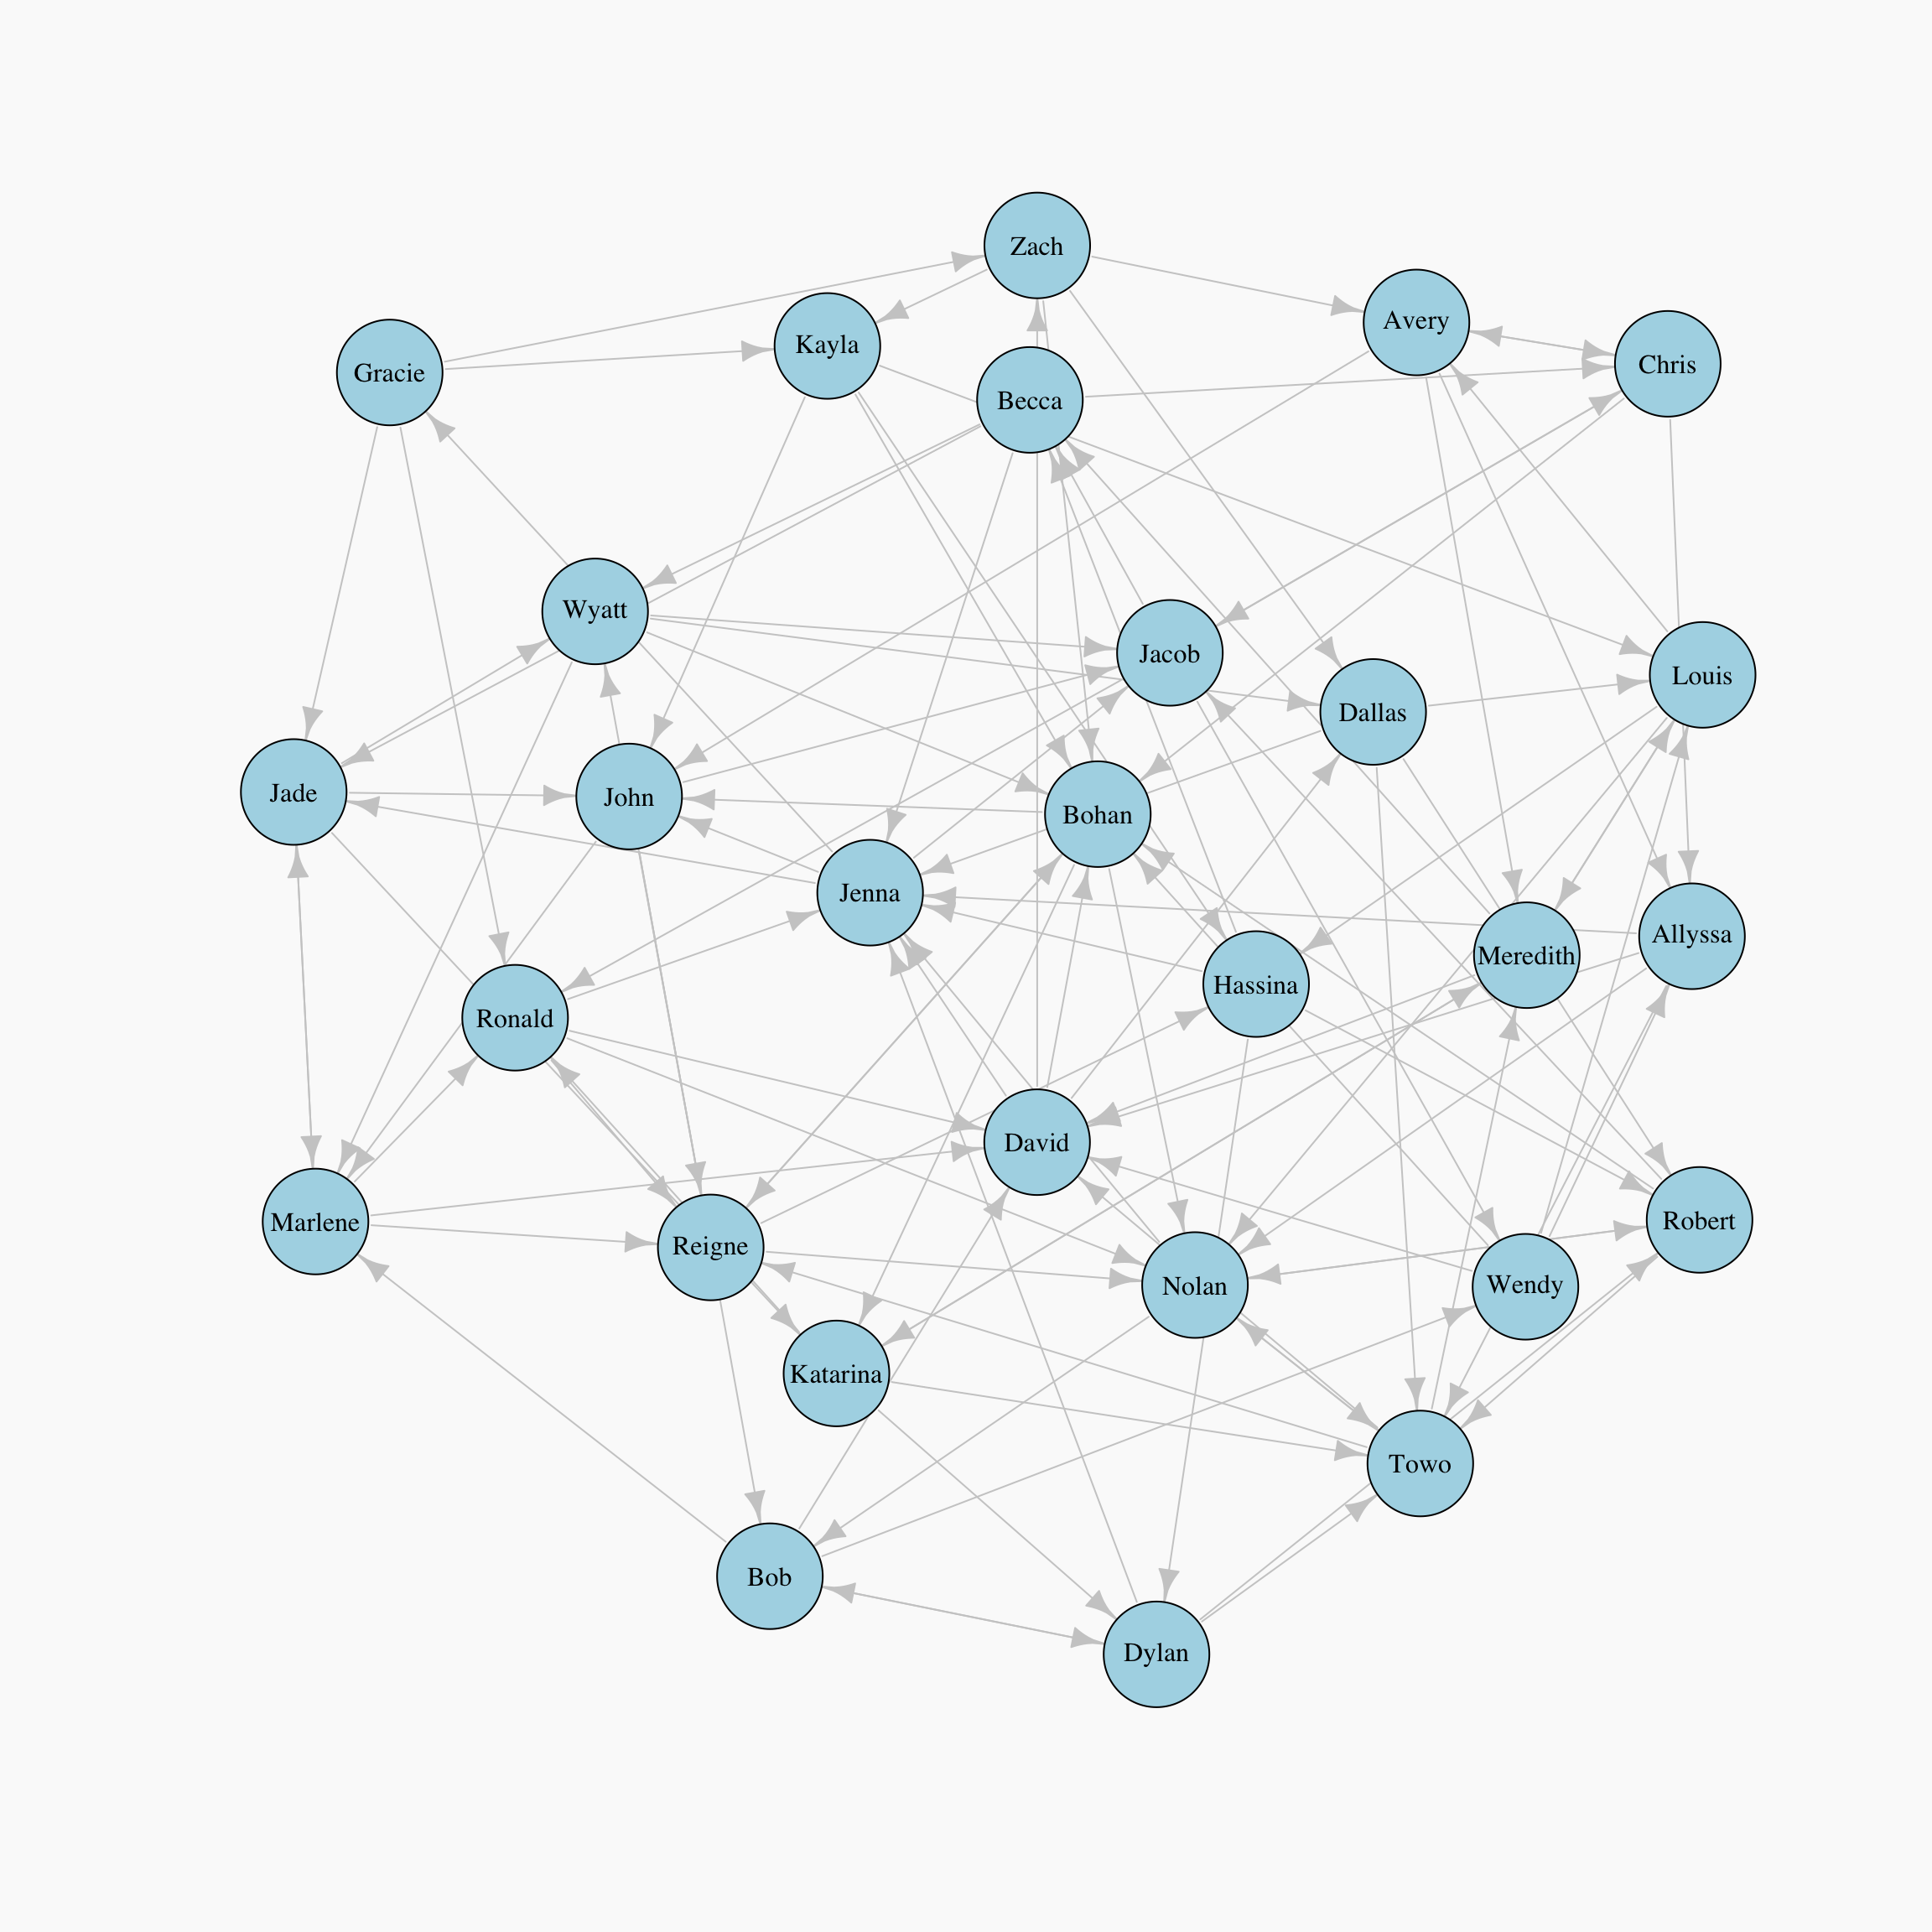 Zach
Avery
Kayla
Chris
Gracie
Becca
Wyatt
Jacob
Louis
Dallas
Jade
John
Bohan
Jenna
Allyssa
Meredith
Hassina
Ronald
David
Marlene
Robert
Reigne
Nolan
Wendy
Katarina
Towo
Bob
Dylan